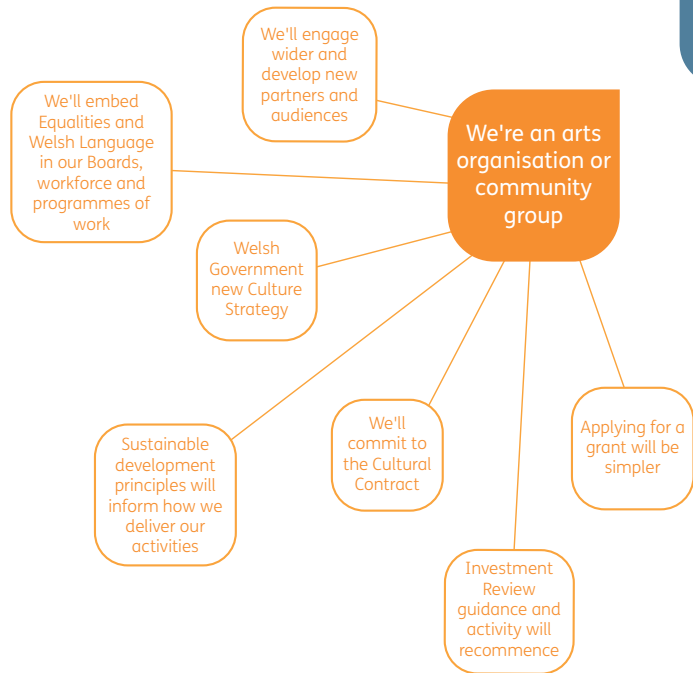 We'll engage
wider and
develop new
partners and
audiences
We'll embed
Equalities and
Welsh Language
in our Boards,
workforce and
programmes of
work
We're an arts
organisation or
community
group
Welsh
Government
new Culture
Strategy
Sustainable
development
principles will
inform how we
deliver our
activities
We'll
commit to
the Cultural
Contract
Applying for a
grant will be
simpler
Investment
Review
guidance and
activity will
recommence